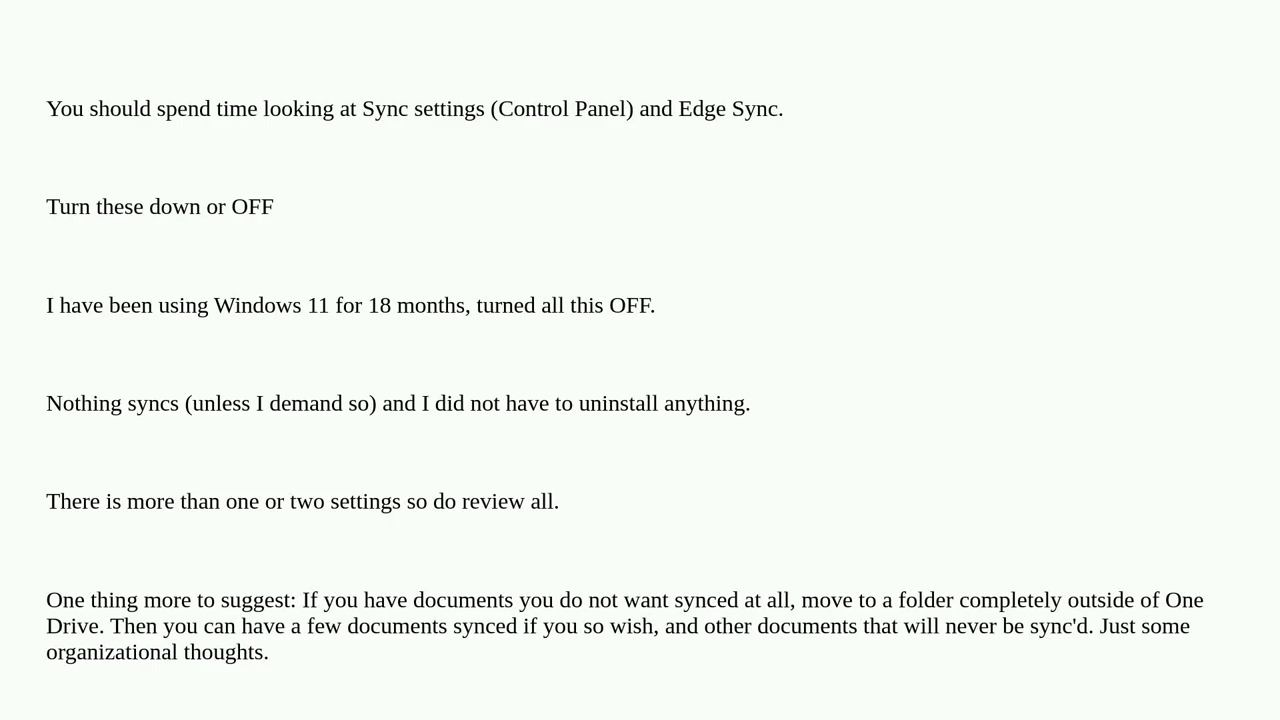 You should spend time looking at Sync settings (Control Panel) and Edge Sync.
Turn these down or OFF
I have been using Windows 11 for 18 months, turned all this OFF.
Nothing syncs (unless I demand so) and I did not have to uninstall anything.
There is more than one or two settings so do review all.
One thing more to suggest: If you have documents you do not want synced at all, move to a folder completely outside of One
Drive. Then you can have a few documents synced if you so wish, and other documents that will never be sync'd. Just some
organizational thoughts.